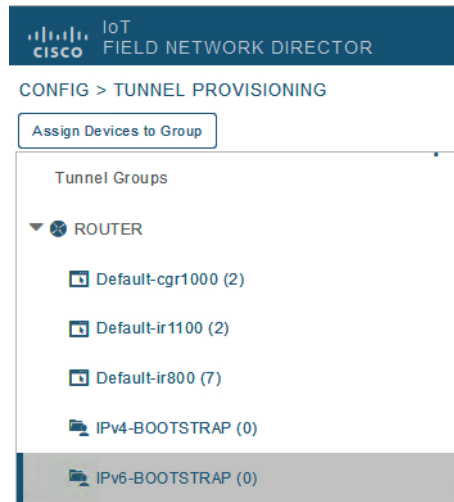 IoT
CISCO FIELD NETWORK DIRECTOR
CONFIG > TUNNEL PROVISIONING
Assign Devices to Group
Tunnel Groups
ROUTER
Default-cgr1000 (2)
Default-ir1100 (2)
Default-ir800 (7)
IPv4-BOOTSTRAP (0)
IPv6-BOOTSTRAP (0)